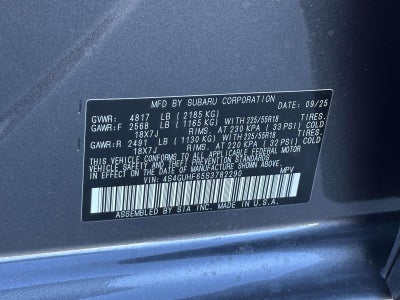 MFD BY SUBARU CORPORATION DATE: 09/25
GVWR: 4817 LB (2185 KG)
GAWR:F 2568 LB (1165 KG) WITH 225/55R18 TIRES.
18X7J RIMS. AT 230 KPA (33 PSI) COLD
GAWR:R 2491 LB (1130 KG) WITH 225/55R18 TIRES.
18X7J RIMS. AT 220 KPA (32 PSI) COLD
THIS VEHICLE CONFORMS TO ALL APPLICABLE FEDERAL MOTOR
VEHICLE SAFETY STANDARDS IN EFFECT ON THE DATE OF
MANUFACTURE SHOWN ABOVE.
VIN: 4S4GUHF65S3782290 MPV
ASSEMBLED BY SIA INC. MADE IN U.S.A.